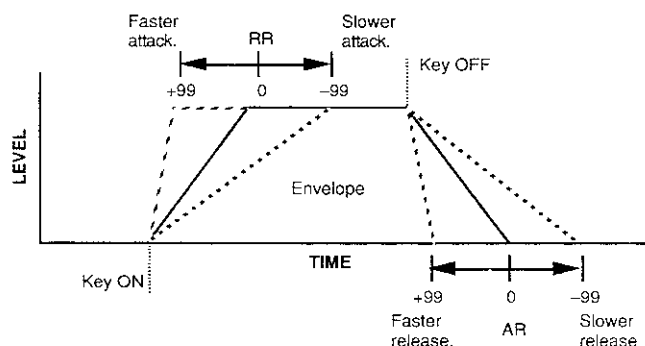 Faster attack. RR Slower attack.
Key OFF
+99 0 −99
LEVEL
Envelope
TIME
Key ON
+99 0 −99
Faster release. AR Slower release